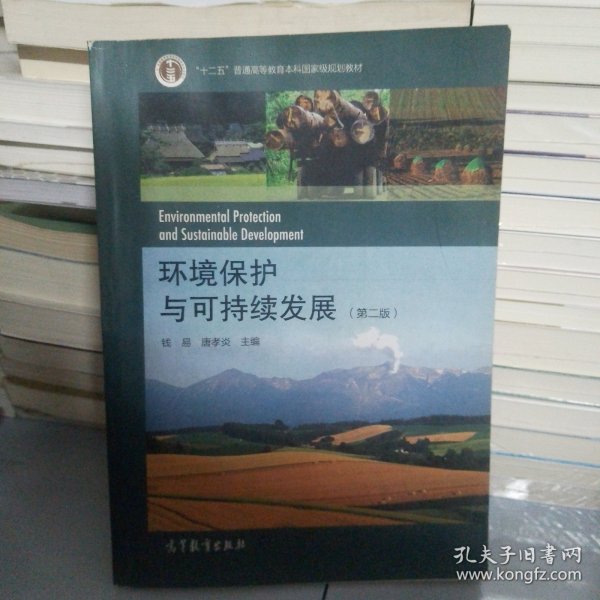 "十二五"普通高等教育本科国家级规划教材
Environmental Protection
and Sustainable Development
环境保护
与可持续发展（第二版）
钱 易 唐孝炎 主编
高等教育出版社
孔夫子旧书网
www.kongfz.com